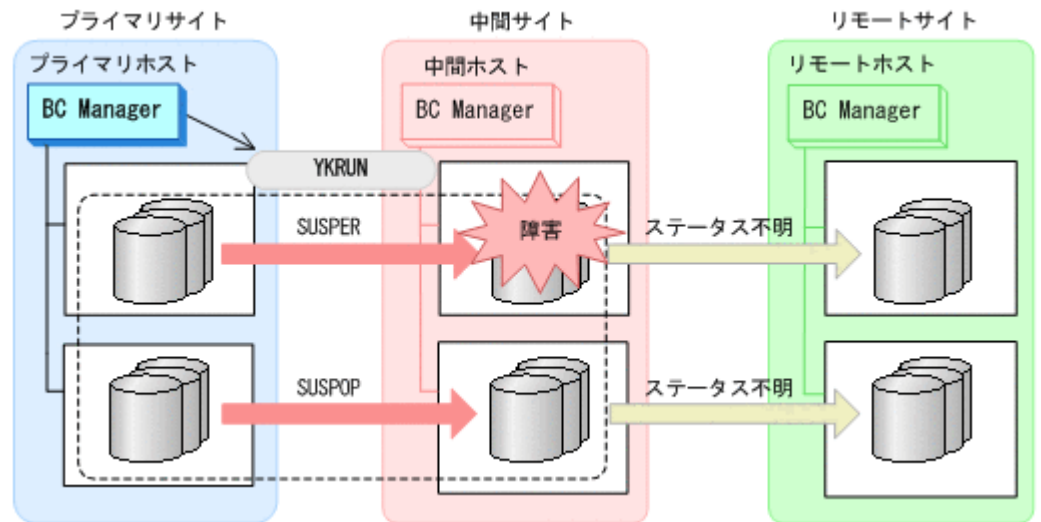 プライマリサイト
中間サイト
リモートサイト
プライマリホスト
中間ホスト
リモートホスト
BC Manager
BC Manager
BC Manager
YKRUN
SUSPER
障害
ステータス不明
SUSPOP
ステータス不明